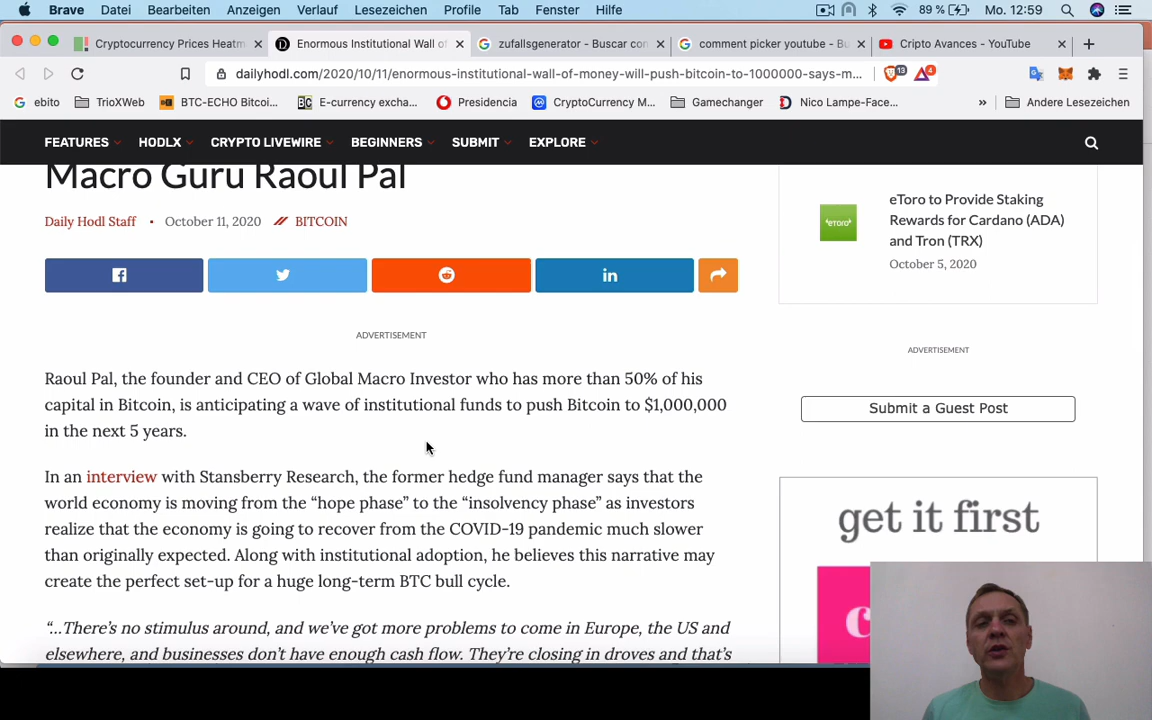 Brave Datei Bearbeiten Anzeigen Verlauf Lesezeichen Profile Tab Fenster Hilfe 89 % Mo. 12:59
Cryptocurrency Prices Heatm
Enormous Institutional Wall o
zufallsgenerator - Buscar con
comment picker youtube - Bu
Cripto Avances - YouTube
dailyhodl.com/2020/10/11/enormous-institutional-wall-of-money-will-push-bitcoin-to-1000000-says-m...
13
4
ebito TrioXWeb BTC-ECHO Bitcoi... E-currency excha... Presidencia CryptoCurrency M... Gamechanger Nico Lampe-Face... » Andere Lesezeichen
FEATURES HODLX CRYPTO LIVEWIRE BEGINNERS SUBMIT EXPLORE
Macro Guru Raoul Pal
Daily Hodl Staff • October 11, 2020 BITCOIN
ADVERTISEMENT
Raoul Pal, the founder and CEO of Global Macro Investor who has more than 50% of his
capital in Bitcoin, is anticipating a wave of institutional funds to push Bitcoin to $1,000,000
in the next 5 years.
In an interview with Stansberry Research, the former hedge fund manager says that the
world economy is moving from the “hope phase” to the “insolvency phase” as investors
realize that the economy is going to recover from the COVID-19 pandemic much slower
than originally expected. Along with institutional adoption, he believes this narrative may
create the perfect set-up for a huge long-term BTC bull cycle.
“...There’s no stimulus around, and we’ve got more problems to come in Europe, the US and
elsewhere, and businesses don’t have enough cash flow. They’re closing in droves and that’s
eToro
eToro to Provide Staking
Rewards for Cardano (ADA)
and Tron (TRX)
October 5, 2020
ADVERTISEMENT
Submit a Guest Post
get it first